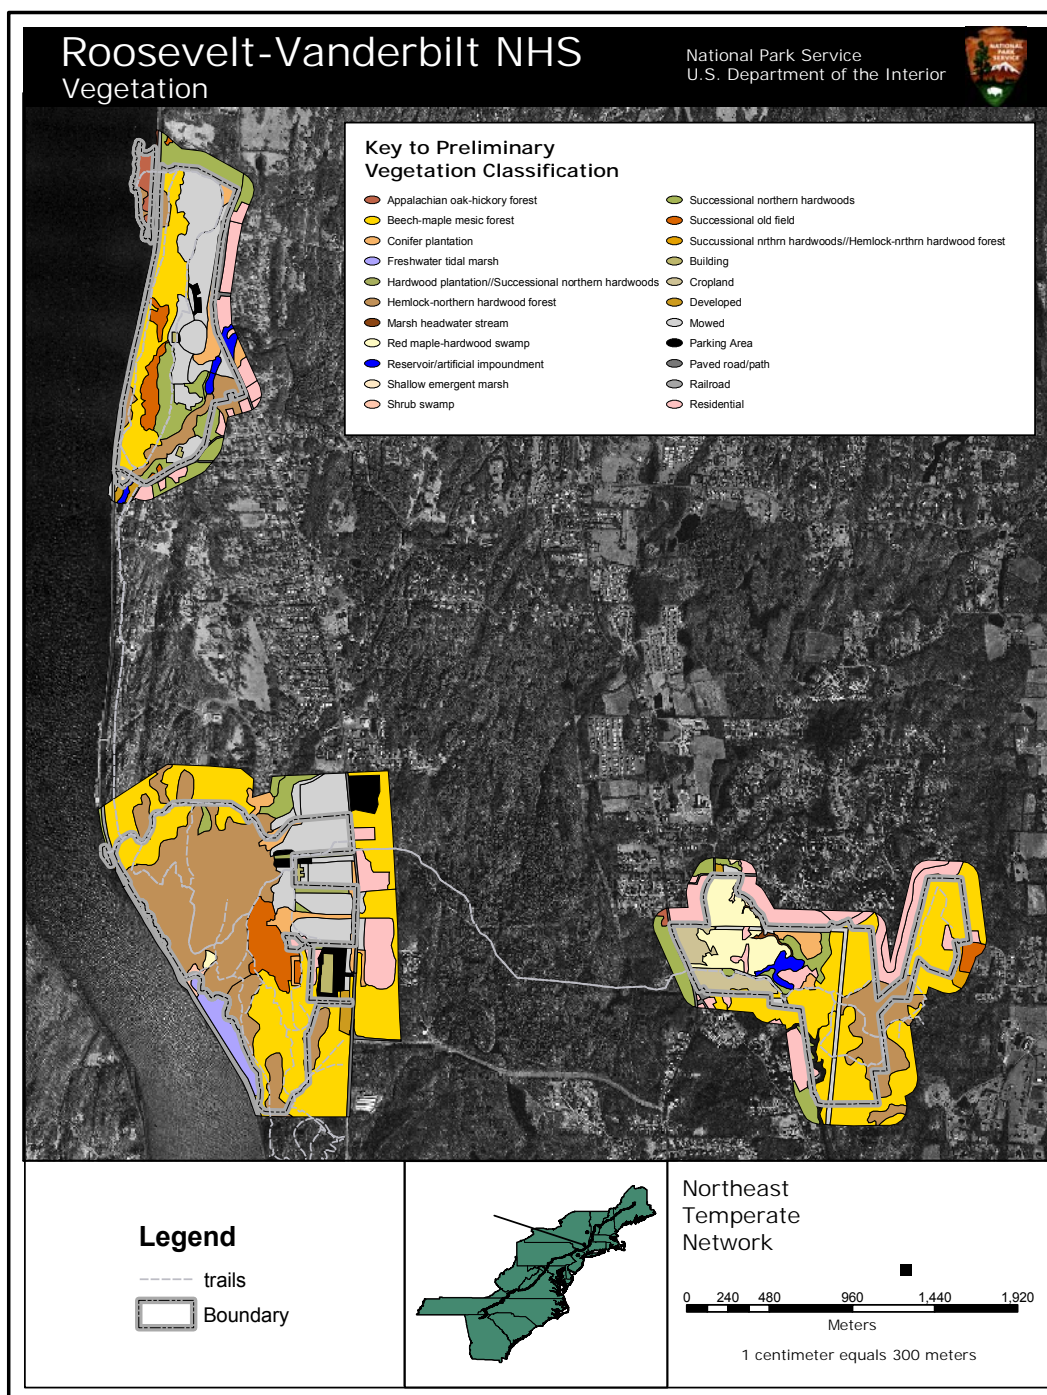 Roosevelt-Vanderbilt NHS
Vegetation
National Park Service
U.S. Department of the Interior
NATIONAL
PARK
SERVICE
Key to Preliminary
Vegetation Classification
Appalachian oak-hickory forest
Beech-maple mesic forest
Conifer plantation
Freshwater tidal marsh
Hardwood plantation//Successional northern hardwoods
Hemlock-northern hardwood forest
Marsh headwater stream
Red maple-hardwood swamp
Reservoir/artificial impoundment
Shallow emergent marsh
Shrub swamp
Successional northern hardwoods
Successional old field
Succussional nrthrn hardwoods//Hemlock-nrthrn hardwood forest
Building
Cropland
Developed
Mowed
Parking Area
Paved road/path
Railroad
Residential
Legend
trails
Boundary
Northeast
Temperate
Network
0 240 480 960 1,440 1,920
Meters
1 centimeter equals 300 meters